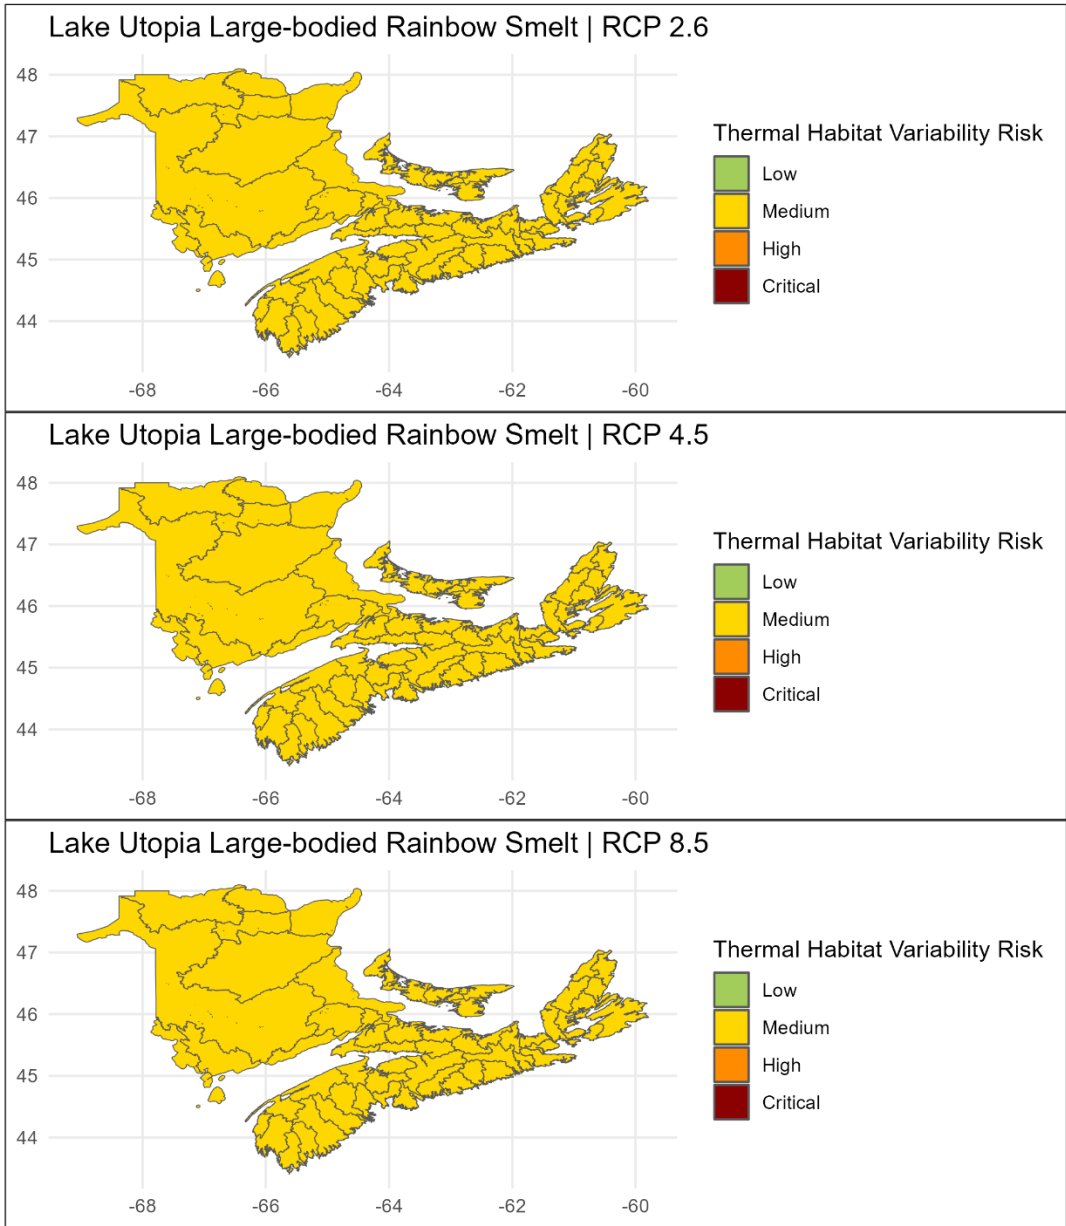 Lake Utopia Large-bodied Rainbow Smelt | RCP 2.6
48
47
46
45
44
-68 -66 -64 -62 -60
Thermal Habitat Variability Risk
Low
Medium
High
Critical
Lake Utopia Large-bodied Rainbow Smelt | RCP 4.5
48
47
46
45
44
-68 -66 -64 -62 -60
Thermal Habitat Variability Risk
Low
Medium
High
Critical
Lake Utopia Large-bodied Rainbow Smelt | RCP 8.5
48
47
46
45
44
-68 -66 -64 -62 -60
Thermal Habitat Variability Risk
Low
Medium
High
Critical